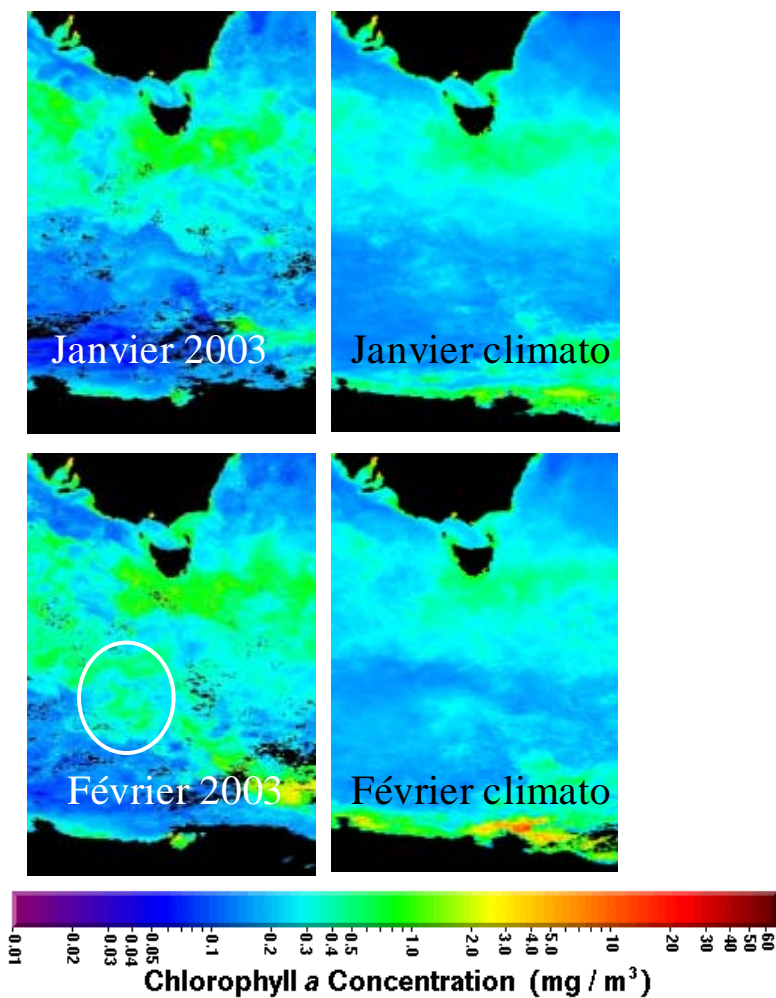 Janvier 2003
Janvier climato
Février 2003
Février climato
0.01 0.02 0.03 0.04 0.05 0.1 0.2 0.3 0.4 0.5 1.0 2.0 3.0 4.0 5.0 10 20 30 40 50 60
Chlorophyll a Concentration (mg / m³)